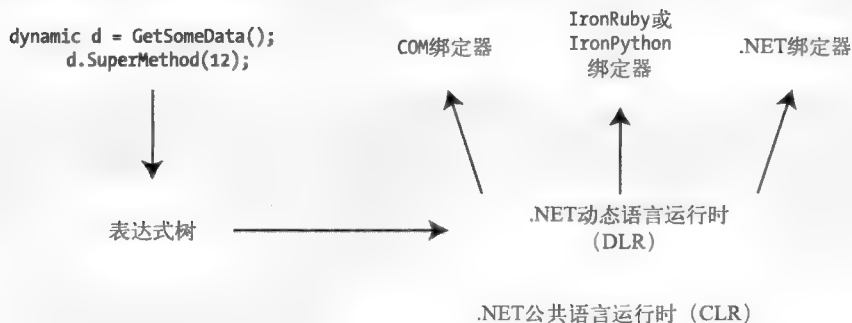 dynamic d = GetSomeData();
d.SuperMethod(12);
COM绑定器
IronRuby或
IronPython
绑定器
.NET绑定器
表达式树
.NET动态语言运行时
（DLR）
.NET公共语言运行时（CLR）